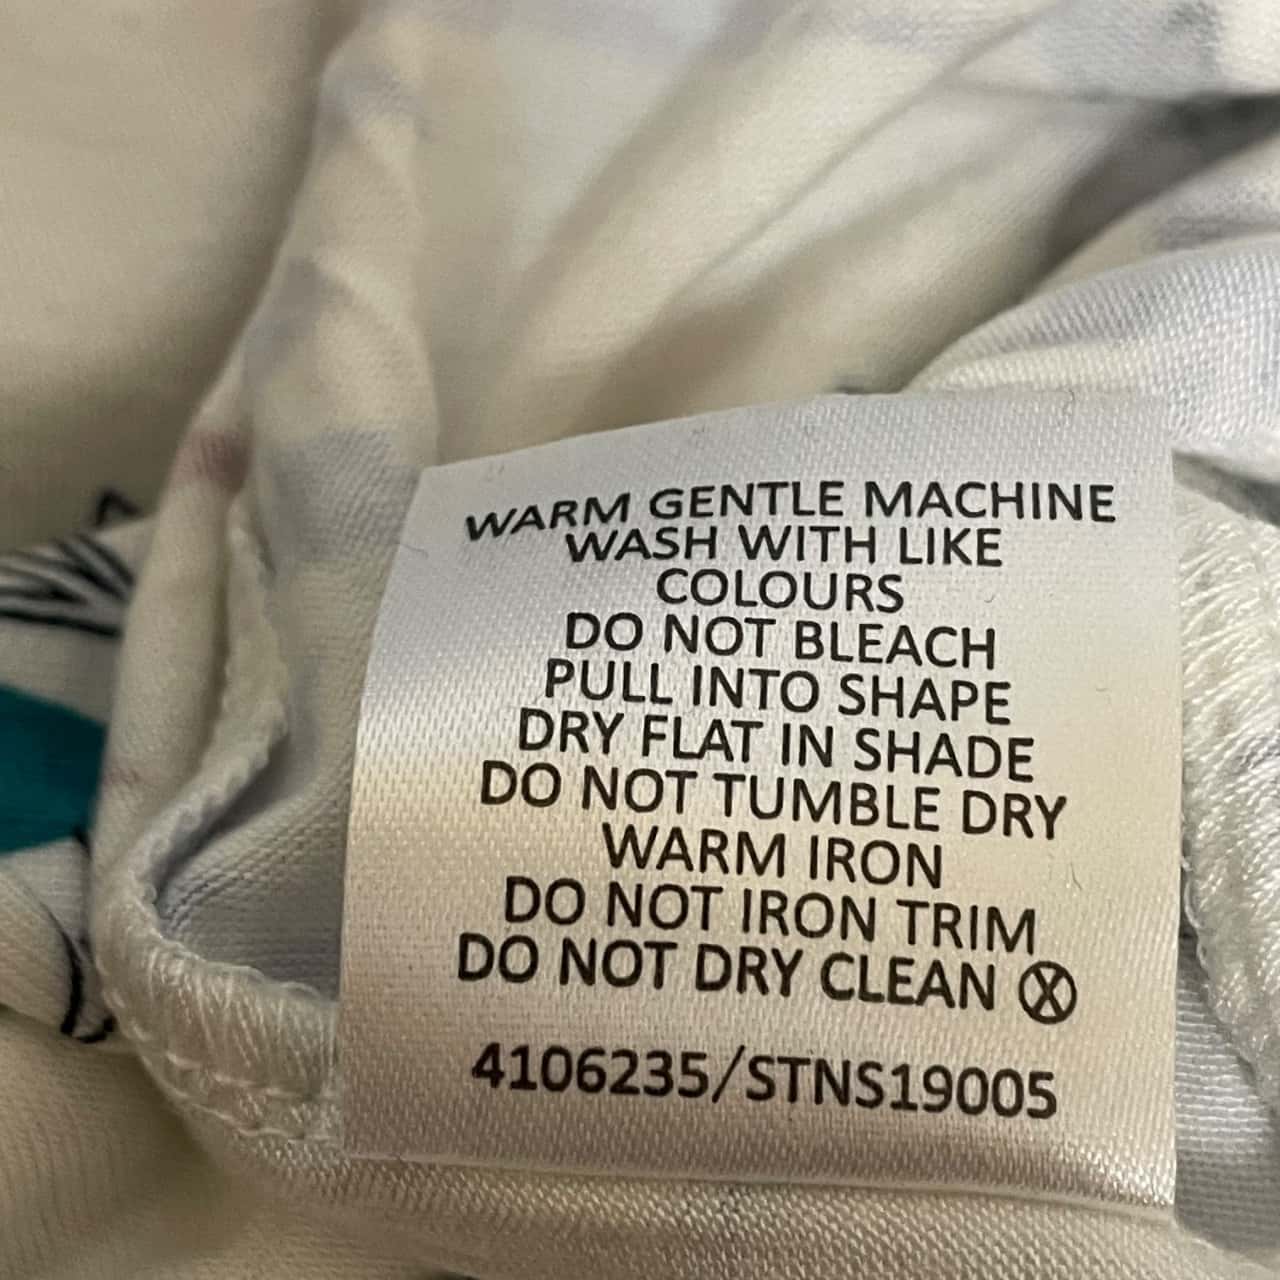 WARM GENTLE MACHINE
WASH WITH LIKE
COLOURS
DO NOT BLEACH
PULL INTO SHAPE
DRY FLAT IN SHADE
DO NOT TUMBLE DRY
WARM IRON
DO NOT IRON TRIM
DO NOT DRY CLEAN Ⓧ
4106235/STNS19005